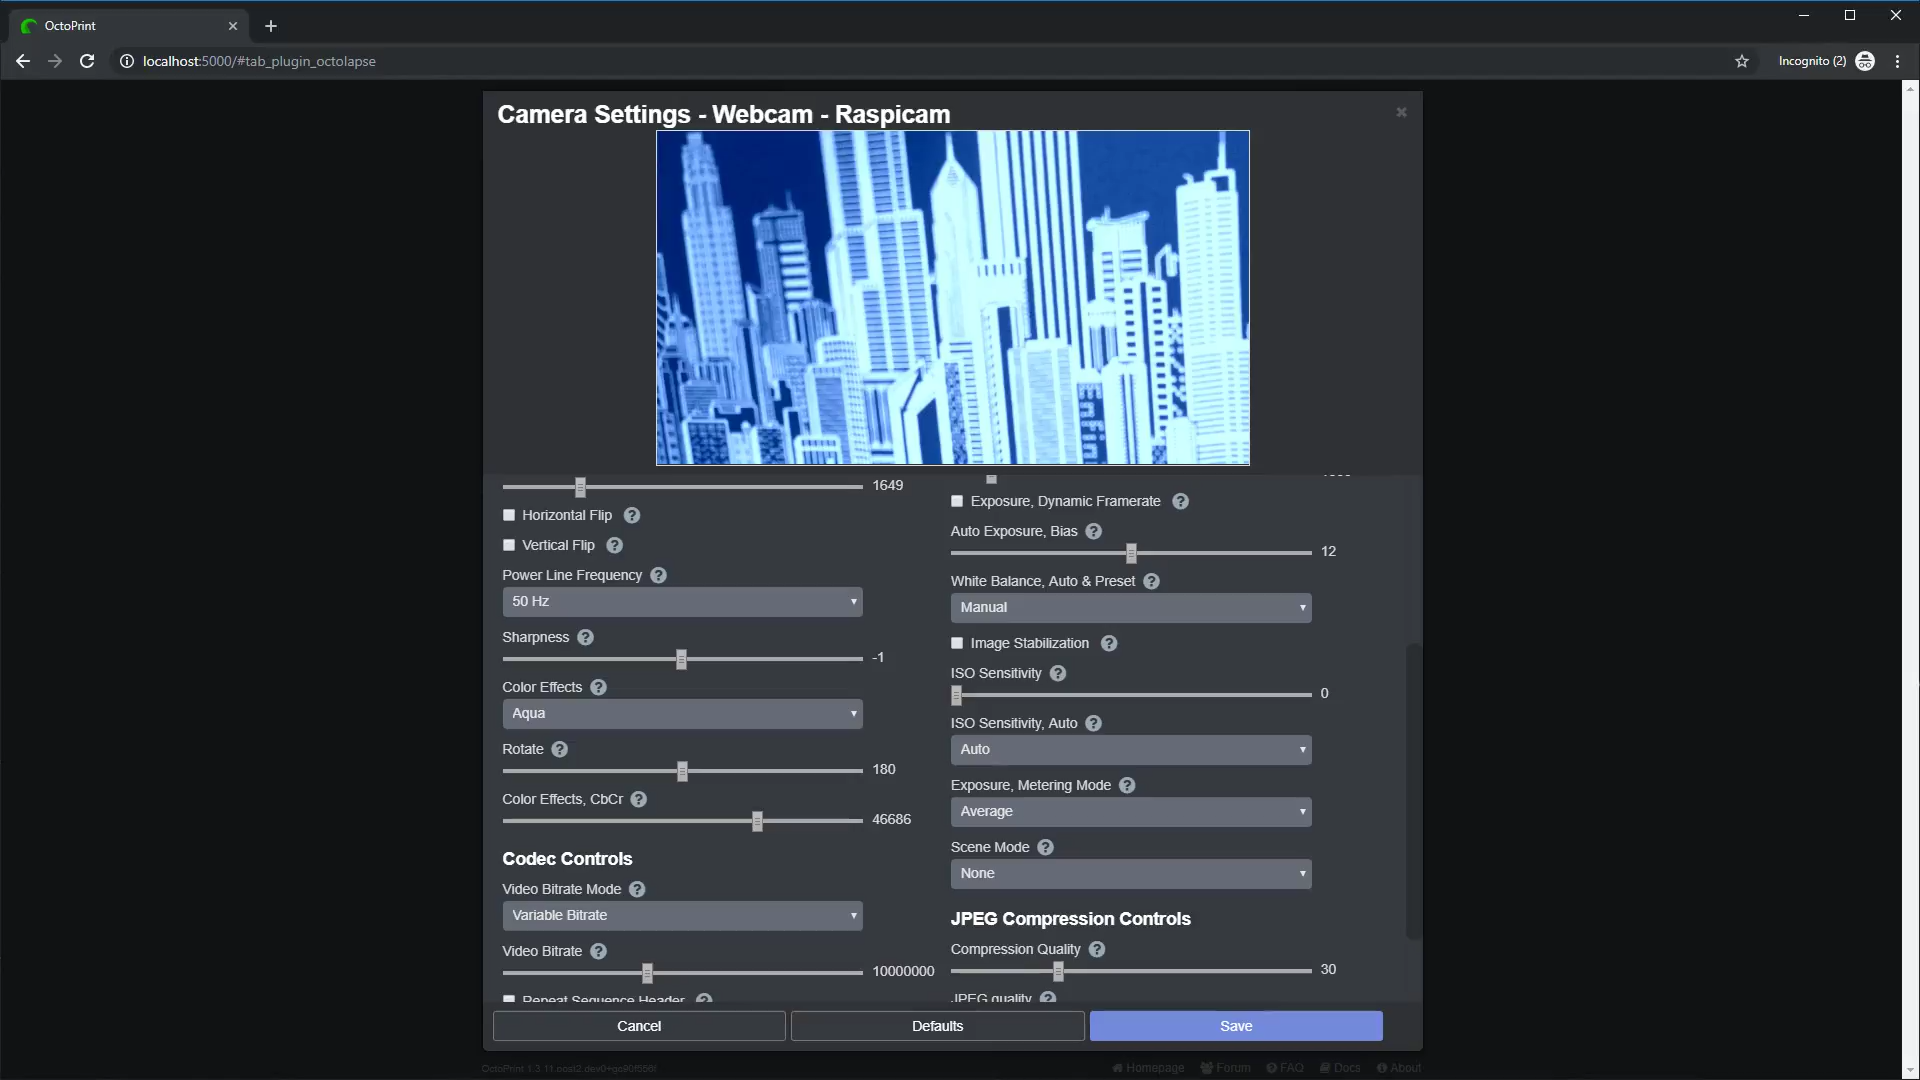 OctoPrint
localhost:5000/#tab_plugin_octolapse
Incognito (2)
Camera Settings - Webcam - Raspicam
1649
Horizontal Flip
Vertical Flip
Power Line Frequency
50 Hz
Sharpness
-1
Color Effects
Aqua
Rotate
180
Color Effects, CbCr
46686
Codec Controls
Video Bitrate Mode
Variable Bitrate
Video Bitrate
10000000
Repeat Sequence Header
Exposure, Dynamic Framerate
Auto Exposure, Bias
12
White Balance, Auto & Preset
Manual
Image Stabilization
ISO Sensitivity
0
ISO Sensitivity, Auto
Auto
Exposure, Metering Mode
Average
Scene Mode
None
JPEG Compression Controls
Compression Quality
30
JPEG quality
Cancel
Defaults
Save
Homepage
Forum
FAQ
Docs
About